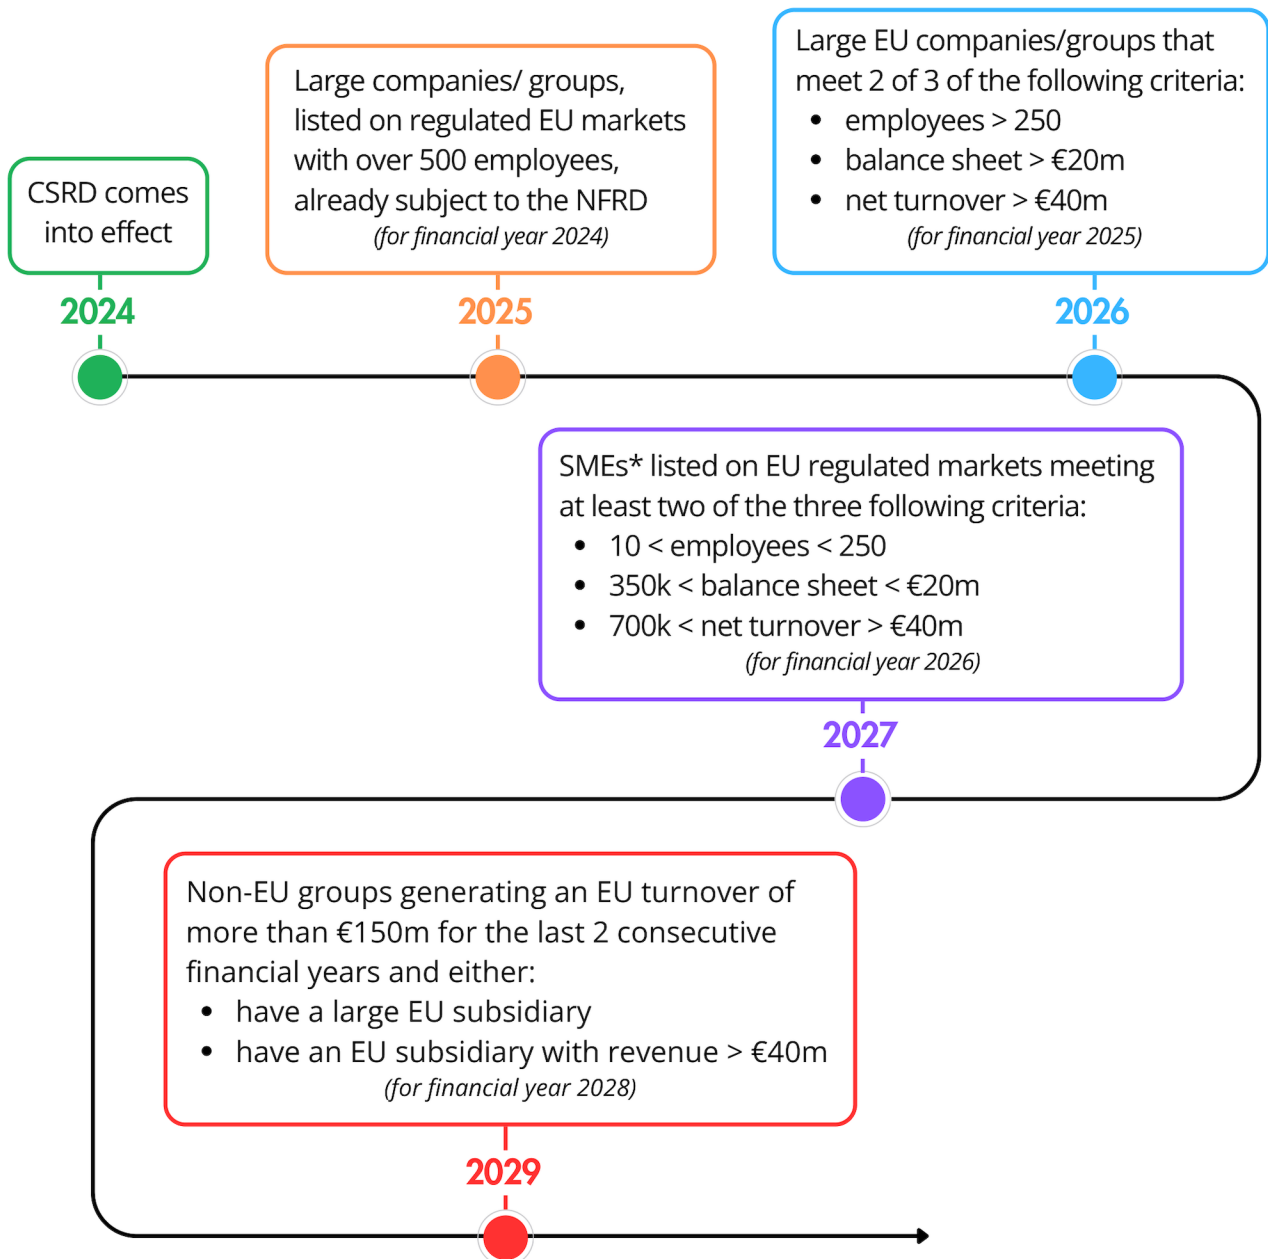 CSRD comes
into effect
2024
Large companies/ groups,
listed on regulated EU markets
with over 500 employees,
already subject to the NFRD
(for financial year 2024)
2025
Large EU companies/groups that
meet 2 of 3 of the following criteria:
• employees > 250
• balance sheet > €20m
• net turnover > €40m
(for financial year 2025)
2026
SMEs* listed on EU regulated markets meeting
at least two of the three following criteria:
• 10 < employees < 250
• 350k < balance sheet < €20m
• 700k < net turnover > €40m
(for financial year 2026)
2027
Non-EU groups generating an EU turnover of
more than €150m for the last 2 consecutive
financial years and either:
• have a large EU subsidiary
• have an EU subsidiary with revenue > €40m
(for financial year 2028)
2029